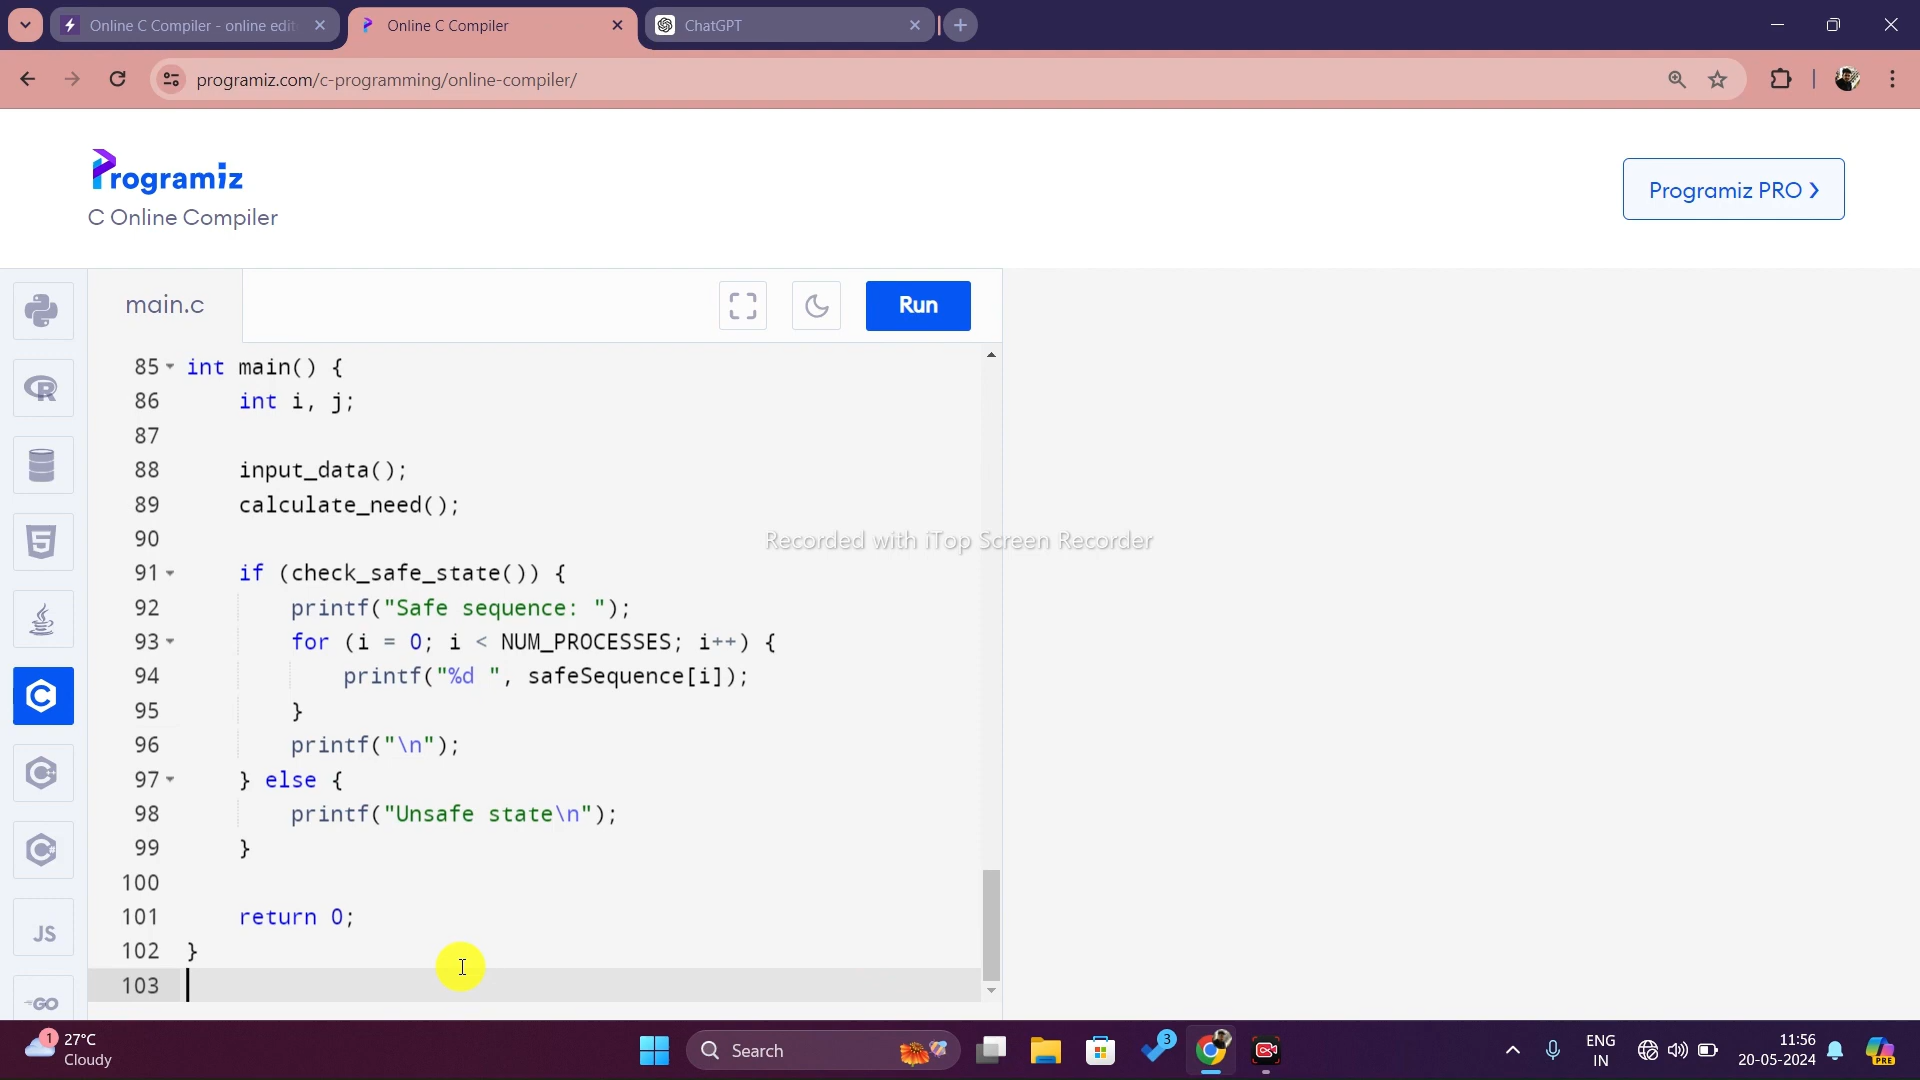 Online C Compiler - online edit
Online C Compiler
ChatGPT
programiz.com/c-programming/online-compiler/
Programiz
C Online Compiler
Programiz PRO
main.c
Run
85 int main() {
86     int i, j;
87
88     input_data();
89     calculate_need();
90
91     if (check_safe_state()) {
92         printf("Safe sequence: ");
93         for (i = 0; i < NUM_PROCESSES; i++) {
94             printf("%d ", safeSequence[i]);
95         }
96         printf("\n");
97     } else {
98         printf("Unsafe state\n");
99     }
100
101     return 0;
102 }
103
Recorded with iTop Screen Recorder
JS
GO
1
27°C
Cloudy
Search
3
ENG
IN
11:56
20-05-2024
PRE